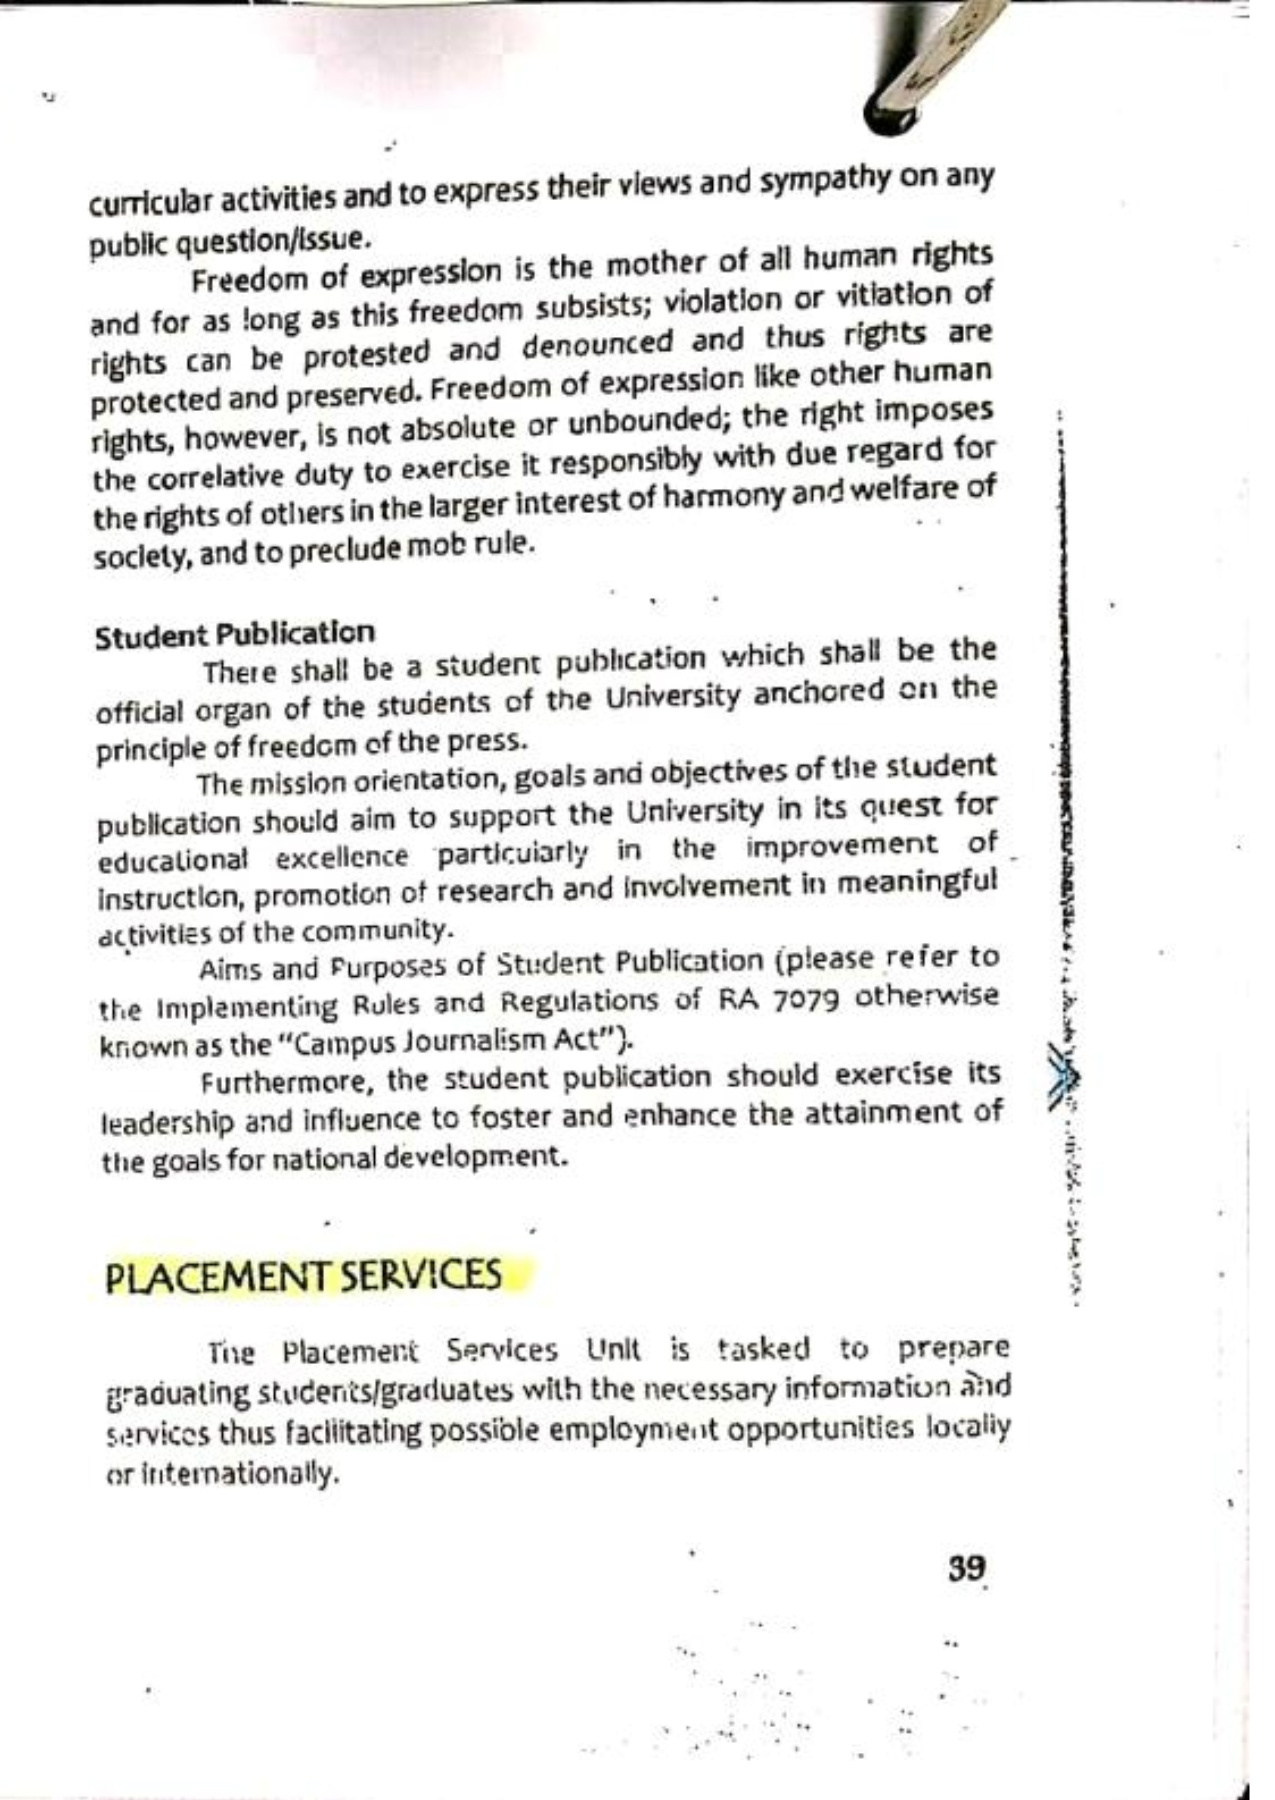 curricular activities and to express their views and sympathy on any
public question/issue.
Freedom of expression is the mother of all human rights
and for as long as this freedom subsists; violation or vitiation of
rights can be protested and denounced and thus rights are
protected and preserved. Freedom of expression like other human
rights, however, is not absolute or unbounded; the right imposes
the correlative duty to exercise it responsibly with due regard for
the rights of others in the larger interest of harmony and welfare of
society, and to preclude mob rule.
Student Publication
There shall be a student publication which shall be the
official organ of the students of the University anchored on the
principle of freedom of the press.
The mission orientation, goals and objectives of the student
publication should aim to support the University in its quest for
educational excellence particularly in the improvement of
instruction, promotion of research and involvement in meaningful
activities of the community.
Aims and Purposes of Student Publication (please refer to
the Implementing Rules and Regulations of RA 7079 otherwise
known as the "Campus Journalism Act").
Furthermore, the student publication should exercise its
leadership and influence to foster and enhance the attainment of
the goals for national development.
PLACEMENT SERVICES
The Placement Services Unit is tasked to prepare
graduating students/graduates with the necessary information and
services thus facilitating possible employment opportunities locally
or internationally.
39